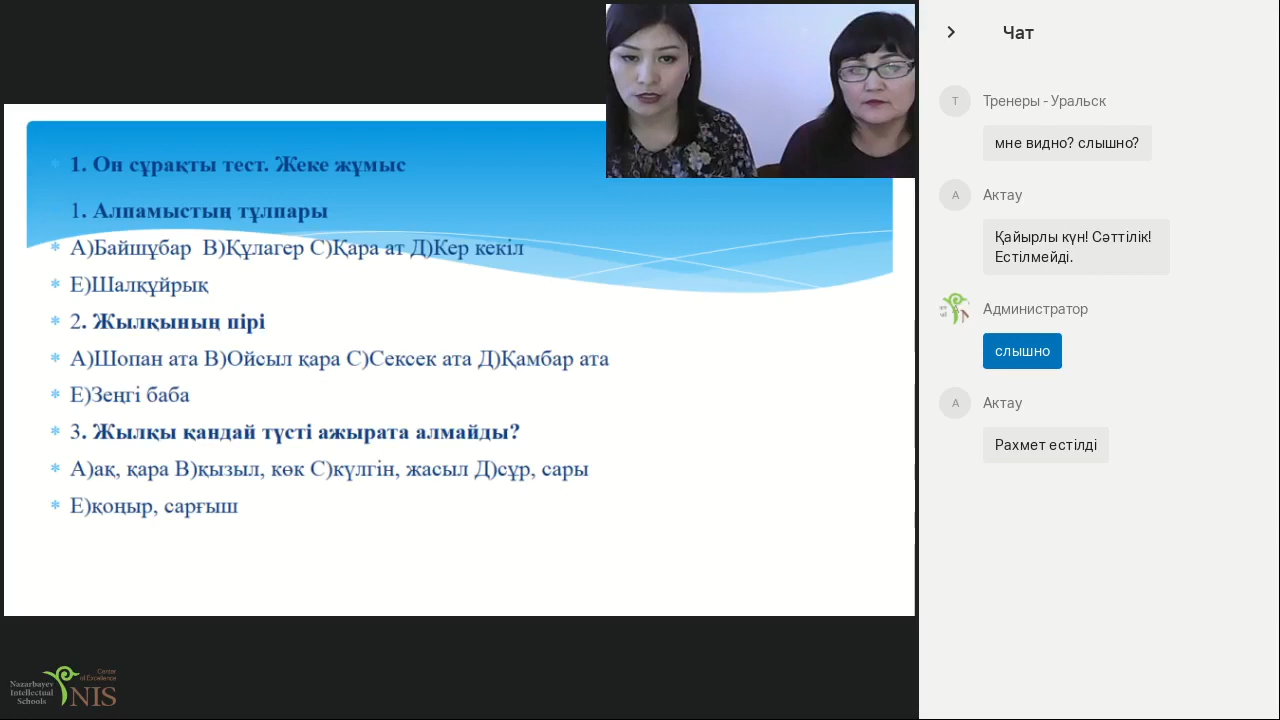 1. Он сұрақты тест. Жеке жұмыс
1. Алпамыстың тұлпары
А)Байшұбар В)Құлагер С)Қара ат Д)Кер кекіл
Е)Шалқұйрық
2. Жылқының пірі
А)Шопан ата В)Ойсыл қара С)Сексек ата Д)Қамбар ата
Е)Зеңгі баба
3. Жылқы қандай түсті ажырата алмайды?
А)ақ, қара В)қызыл, көк С)күлгін, жасыл Д)сұр, сары
Е)қоңыр, сарғыш
Nazarbayev
Intellectual
Schools
Center
of Excellence
NIS
Чат
Т
Тренеры - Уральск
мне видно? слышно?
А
Актау
Қайырлы күн! Сәттілік!
Естілмейді.
Администратор
слышно
А
Актау
Рахмет естілді